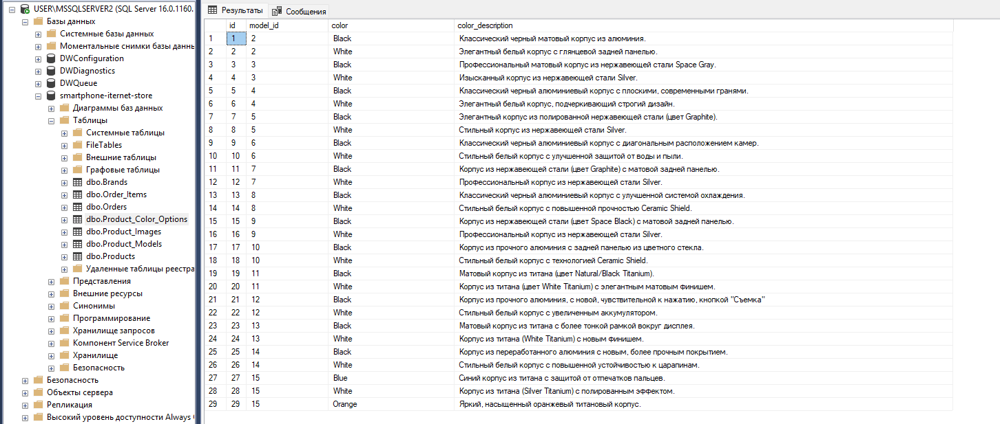 USER\MSSQLSERVER2 (SQL Server 16.0.1160.
Базы данных
Системные базы данных
Моментальные снимки базы данн
DWConfiguration
DWDiagnostics
DWQueue
smartphone-iternet-store
Диаграммы баз данных
Таблицы
Системные таблицы
FileTables
Внешние таблицы
Графовые таблицы
dbo.Brands
dbo.Order_Items
dbo.Orders
dbo.Product_Color_Options
dbo.Product_Images
dbo.Product_Models
dbo.Products
Удаленные таблицы реестра
Представления
Внешние ресурсы
Синонимы
Программирование
Хранилище запросов
Компонент Service Broker
Хранилище
Безопасность
Безопасность
Объекты сервера
Репликация
Высокий уровень доступности Always
Результаты Сообщения
id model_id color color_description
1 1 2 Black Классический черный матовый корпус из алюминия.
2 2 2 White Элегантный белый корпус с глянцевой задней панелью.
3 3 3 Black Профессиональный матовый корпус из нержавеющей стали Space Gray.
4 4 3 White Изысканный корпус из нержавеющей стали Silver.
5 5 4 Black Классический черный алюминиевый корпус с плоскими, современными гранями.
6 6 4 White Элегантный белый корпус, подчеркивающий строгий дизайн.
7 7 5 Black Элегантный корпус из полированной нержавеющей стали (цвет Graphite).
8 8 5 White Стильный корпус из нержавеющей стали Silver.
9 9 6 Black Классический черный алюминиевый корпус с диагональным расположением камер.
10 10 6 White Стильный белый корпус с улучшенной защитой от воды и пыли.
11 11 7 Black Корпус из нержавеющей стали (цвет Graphite) с матовой задней панелью.
12 12 7 White Профессиональный корпус из нержавеющей стали Silver.
13 13 8 Black Классический черный алюминиевый корпус с улучшенной системой охлаждения.
14 14 8 White Стильный белый корпус с повышенной прочностью Ceramic Shield.
15 15 9 Black Корпус из нержавеющей стали (цвет Space Black) с матовой задней панелью.
16 16 9 White Профессиональный корпус из нержавеющей стали Silver.
17 17 10 Black Корпус из прочного алюминия с задней панелью из цветного стекла.
18 18 10 White Стильный белый корпус с технологией Ceramic Shield.
19 19 11 Black Матовый корпус из титана (цвет Natural/Black Titanium).
20 20 11 White Корпус из титана (цвет White Titanium) с элегантным матовым финишем.
21 21 12 Black Корпус из прочного алюминия, с новой, чувствительной к нажатию, кнопкой "Съемка"
22 22 12 White Стильный белый корпус с увеличенным аккумулятором.
23 23 13 Black Матовый корпус из титана с более тонкой рамкой вокруг дисплея.
24 24 13 White Корпус из титана (White Titanium) с новым финишем.
25 25 14 Black Корпус из переработанного алюминия с новым, более прочным покрытием.
26 26 14 White Стильный белый корпус с повышенной устойчивостью к царапинам.
27 27 15 Blue Синий корпус из титана с защитой от отпечатков пальцев.
28 28 15 White Корпус из титана (Silver Titanium) с полированным эффектом.
29 29 15 Orange Яркий, насыщенный оранжевый титановый корпус.